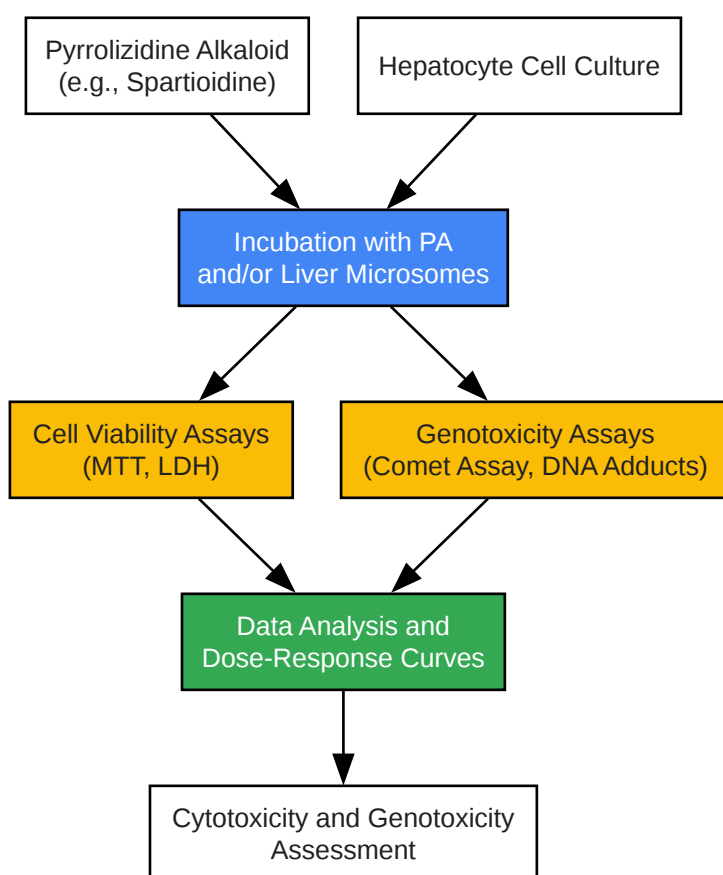 Pyrrolizidine Alkaloid
(e.g., Spartioidine)
Hepatocyte Cell Culture
Incubation with PA
and/or Liver Microsomes
Cell Viability Assays
(MTT, LDH)
Genotoxicity Assays
(Comet Assay, DNA Adducts)
Data Analysis and
Dose-Response Curves
Cytotoxicity and Genotoxicity
Assessment